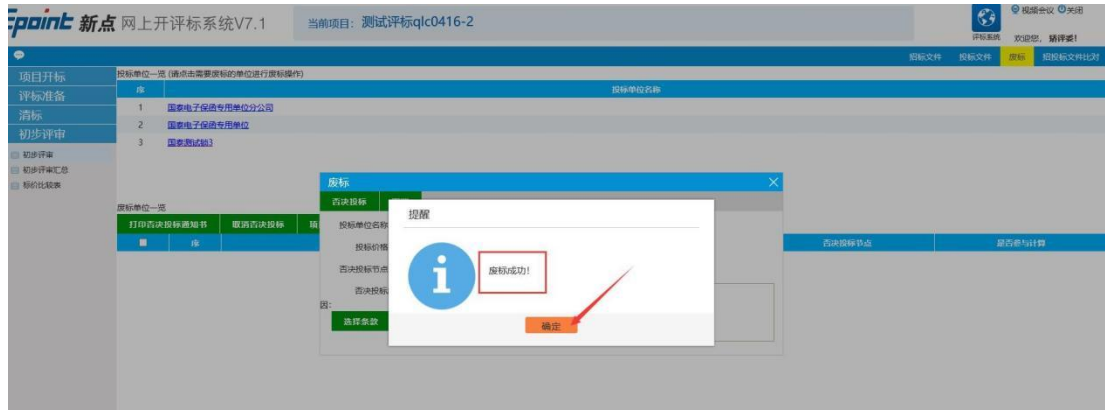 Epoint 新点 网上开评标系统V7.1
当前项目: 测试评标qlc0416-2
视频会议 关闭
评标系统 欢迎您,
招标文件 投标文件 废标 招投标文件比对
项目开标
评标准备
清标
初步评审
初步评审
初步评审汇总
标价比较表
投标单位一览 (请点击需要废标的单位进行废标操作)
序 投标单位名称
1 国泰电子保函专用单位分公司
2 国泰电子保函专用单位
3 国泰测试锁3
废标单位一览
打印否决投标通知书 取消否决投标
序 否决投标节点 是否参与计算
废标
否决投标
投标单位名称
投标价格
否决投标节点
否决投标
因:
选择条款
提醒
废标成功!
确定